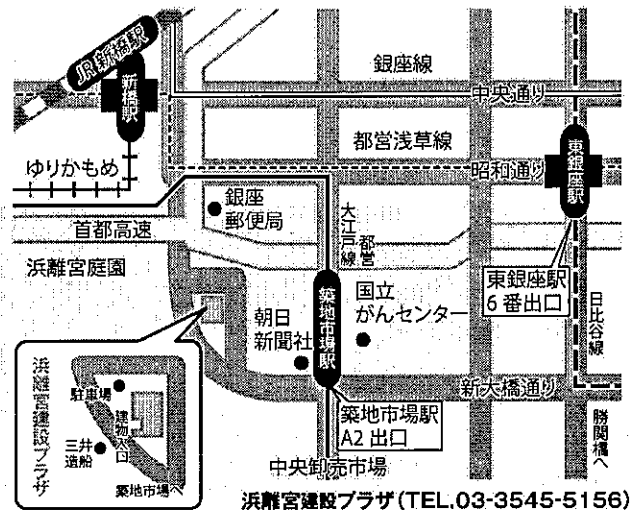 JR新橋駅
新橋駅
銀座線
中央通り
都営浅草線
昭和通り
東銀座駅
ゆりかもめ
銀座
郵便局
首都高速
都営
大江戸線
浜離宮庭園
築地市場駅
国立
がんセンター
東銀座駅
6番出口
日比谷線
朝日
新聞社
新大橋通り
築地市場駅
A2出口
勝関橋へ
中央卸売市場
浜離宮建設プラザ
駐車場
建物入口
三井
造船
築地市場へ
浜離宮建設プラザ(TEL,03-3545-5156)